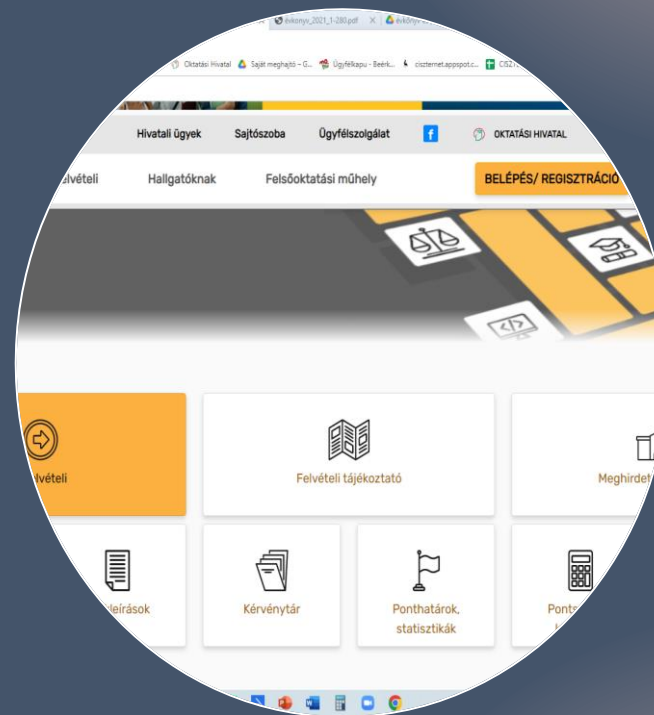 évkonyv_2021_1-280.pdf
Oktatási Hivatal Saját meghajtó – G... Ügyfélkapu - Beérk... ciszternet.appspot.c...
Hivatali ügyek Sajtószoba Ügyfélszolgálat f OKTATÁSI HIVATAL
Hallgatóknak Felsőoktatási műhely BELÉPÉS/ REGISZTRÁCIÓ
</>
Felvételi tájékoztató
Kérvénytár Ponthatárok,
statisztikák